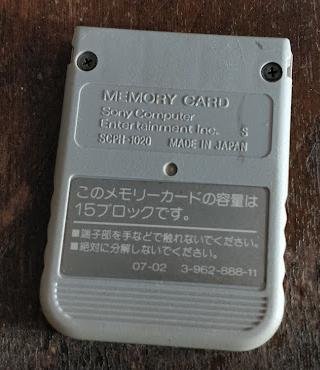 MEMORY CARD
Sony Computer
Entertainment Inc. S
SCPH-1020 MADE IN JAPAN
このメモリーカードの容量は
15ブロックです。
■端子部を手などで触れないでください。
■絶対に分解しないでください。
07-02 3-962-888-11